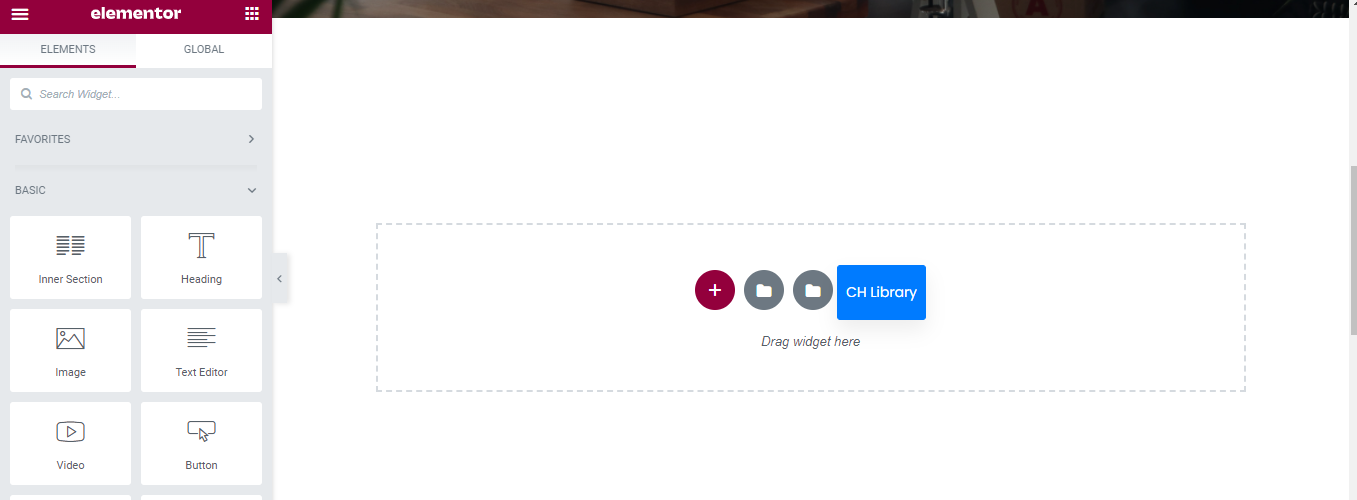 elementor
ELEMENTS
GLOBAL
Search Widget...
FAVORITES
BASIC
Inner Section
Heading
Image
Text Editor
Video
Button
A
CH Library
Drag widget here